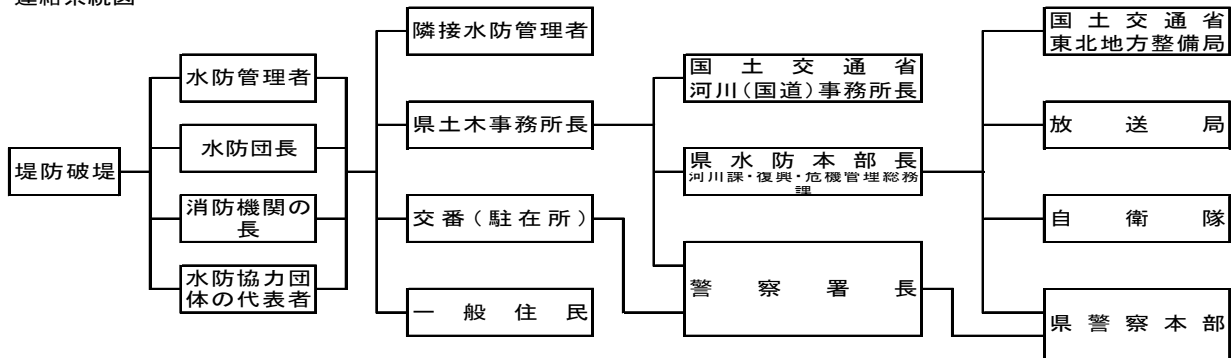 連絡系統図
堤防破堤
水防管理者
水防団長
消防機関の
長
水防協力団
体の代表者
隣接水防管理者
県土木事務所長
交番（駐在所）
一般住民
国土交通省
河川（国道）事務所長
県水防本部長
河川課・復興・危機管理総務
課
警察署長
国土交通省
東北地方整備局
放送局
自衛隊
県警察本部